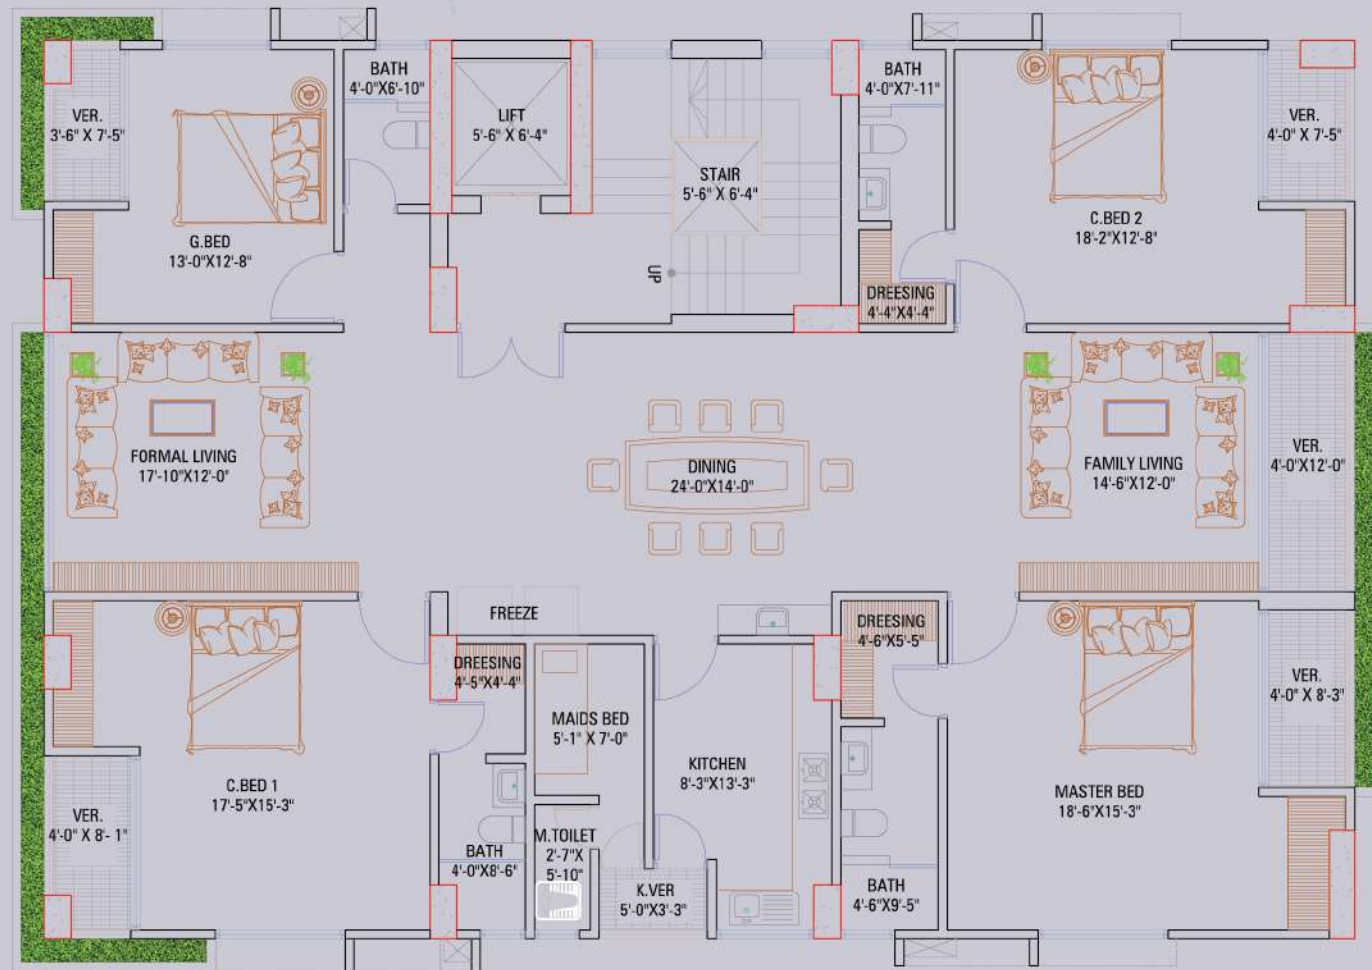 VER.
3'-6" X 7'-5"
G.BED
13'-0"X12'-8"
BATH
4'-0"X6'-10"
LIFT
5'-6" X 6'-4"
STAIR
5'-6" X 6'-4"
UP
BATH
4'-0"X7'-11"
DREESING
4'-4"X4'-4"
C.BED 2
18'-2"X12'-8"
VER.
4'-0" X 7'-5"
FORMAL LIVING
17'-10"X12'-0"
DINING
24'-0"X14'-0"
FAMILY LIVING
14'-6"X12'-0"
VER.
4'-0"X12'-0"
FREEZE
C.BED 1
17'-5"X15'-3"
VER.
4'-0" X 8'- 1"
DREESING
4'-5"X4'-4"
BATH
4'-0"X8'-6"
MAIDS BED
5'-1" X 7'-0"
M.TOILET
2'-7"X
5'-10"
K.VER
5'-0"X3'-3"
KITCHEN
8'-3"X13'-3"
DREESING
4'-6"X5'-5"
BATH
4'-6"X9'-5"
MASTER BED
18'-6"X15'-3"
VER.
4'-0" X 8'-3"